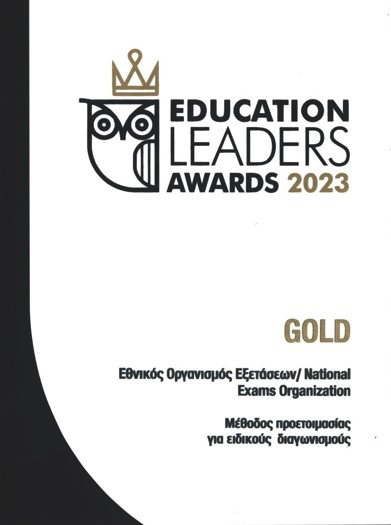 EDUCATION
LEADERS
AWARDS 2023
GOLD
Εθνικός Οργανισμός Εξετάσεων/ National
Exams Organization
Μέθοδος προετοιμασίας
για ειδικούς διαγωνισμούς